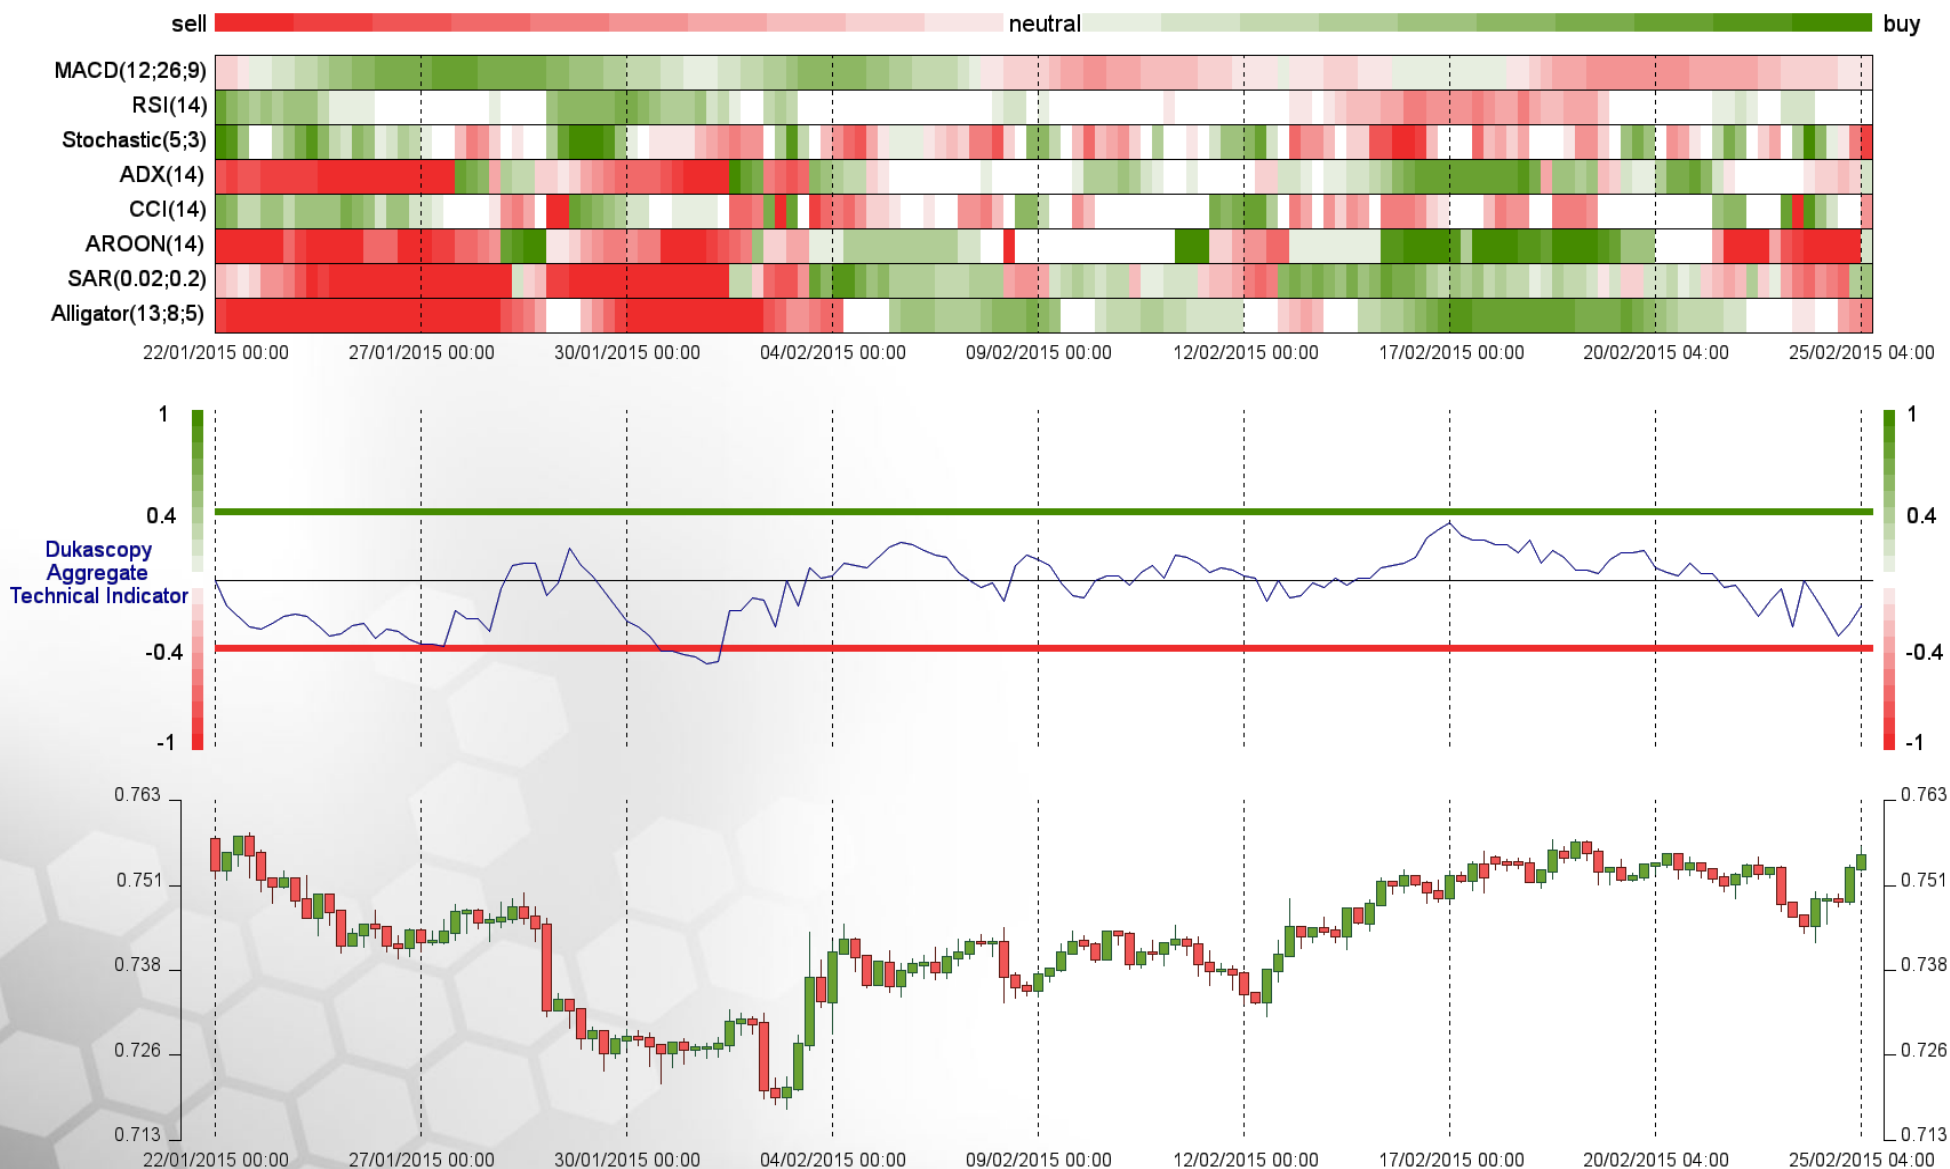 sell neutral buy
MACD(12;26;9)
RSI(14)
Stochastic(5;3)
ADX(14)
CCI(14)
AROON(14)
SAR(0.02;0.2)
Alligator(13;8;5)
22/01/2015 00:00 27/01/2015 00:00 30/01/2015 00:00 04/02/2015 00:00 09/02/2015 00:00 12/02/2015 00:00 17/02/2015 00:00 20/02/2015 04:00 25/02/2015 04:00
1 1
0.4 0.4
Dukascopy
Aggregate
Technical Indicator
-0.4 -0.4
-1 -1
0.763 0.763
0.751 0.751
0.738 0.738
0.726 0.726
0.713 0.713
22/01/2015 00:00 27/01/2015 00:00 30/01/2015 00:00 04/02/2015 00:00 09/02/2015 00:00 12/02/2015 00:00 17/02/2015 00:00 20/02/2015 04:00 25/02/2015 04:00